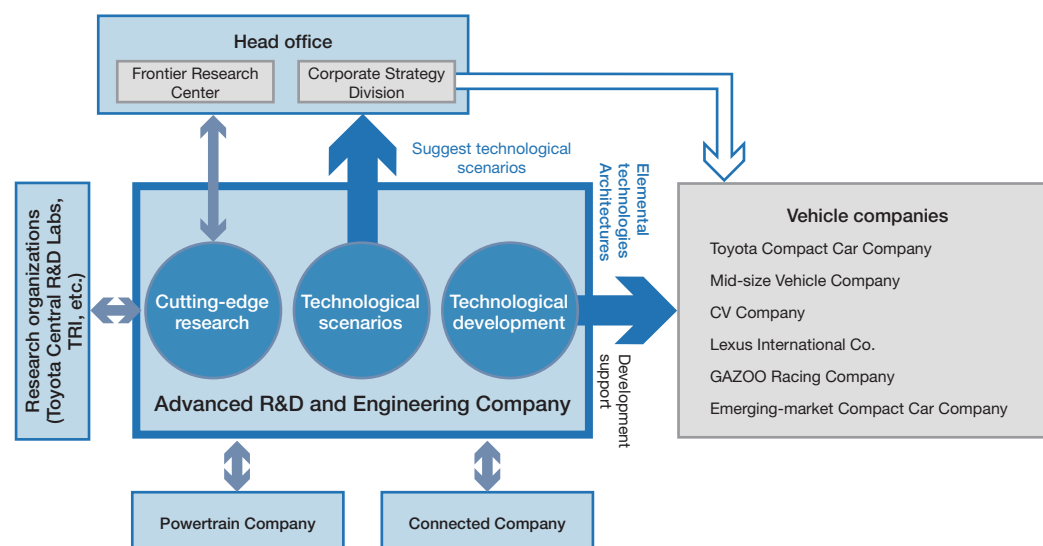 Head office
Frontier Research
Center
Corporate Strategy
Division
Suggest technological
scenarios
Elemental
technologies
Architectures
Research organizations
(Toyota Central R&D Labs,
TRI, etc.)
Cutting-edge
research
Technological
scenarios
Technological
development
Advanced R&D and Engineering Company
Development
support
Vehicle companies
Toyota Compact Car Company
Mid-size Vehicle Company
CV Company
Lexus International Co.
GAZOO Racing Company
Emerging-market Compact Car Company
Powertrain Company
Connected Company